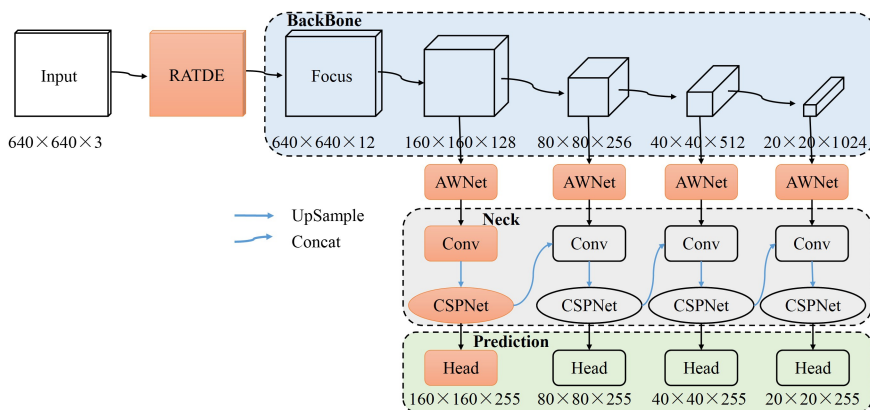 BackBone
Input
RATDE
Focus
640×640×3
640×640×12
160×160×128
80×80×256
40×40×512
20×20×1024
AWNet
AWNet
AWNet
AWNet
UpSample
Concat
Neck
Conv
Conv
Conv
Conv
CSPNet
CSPNet
CSPNet
CSPNet
Prediction
Head
Head
Head
Head
160×160×255
80×80×255
40×40×255
20×20×255